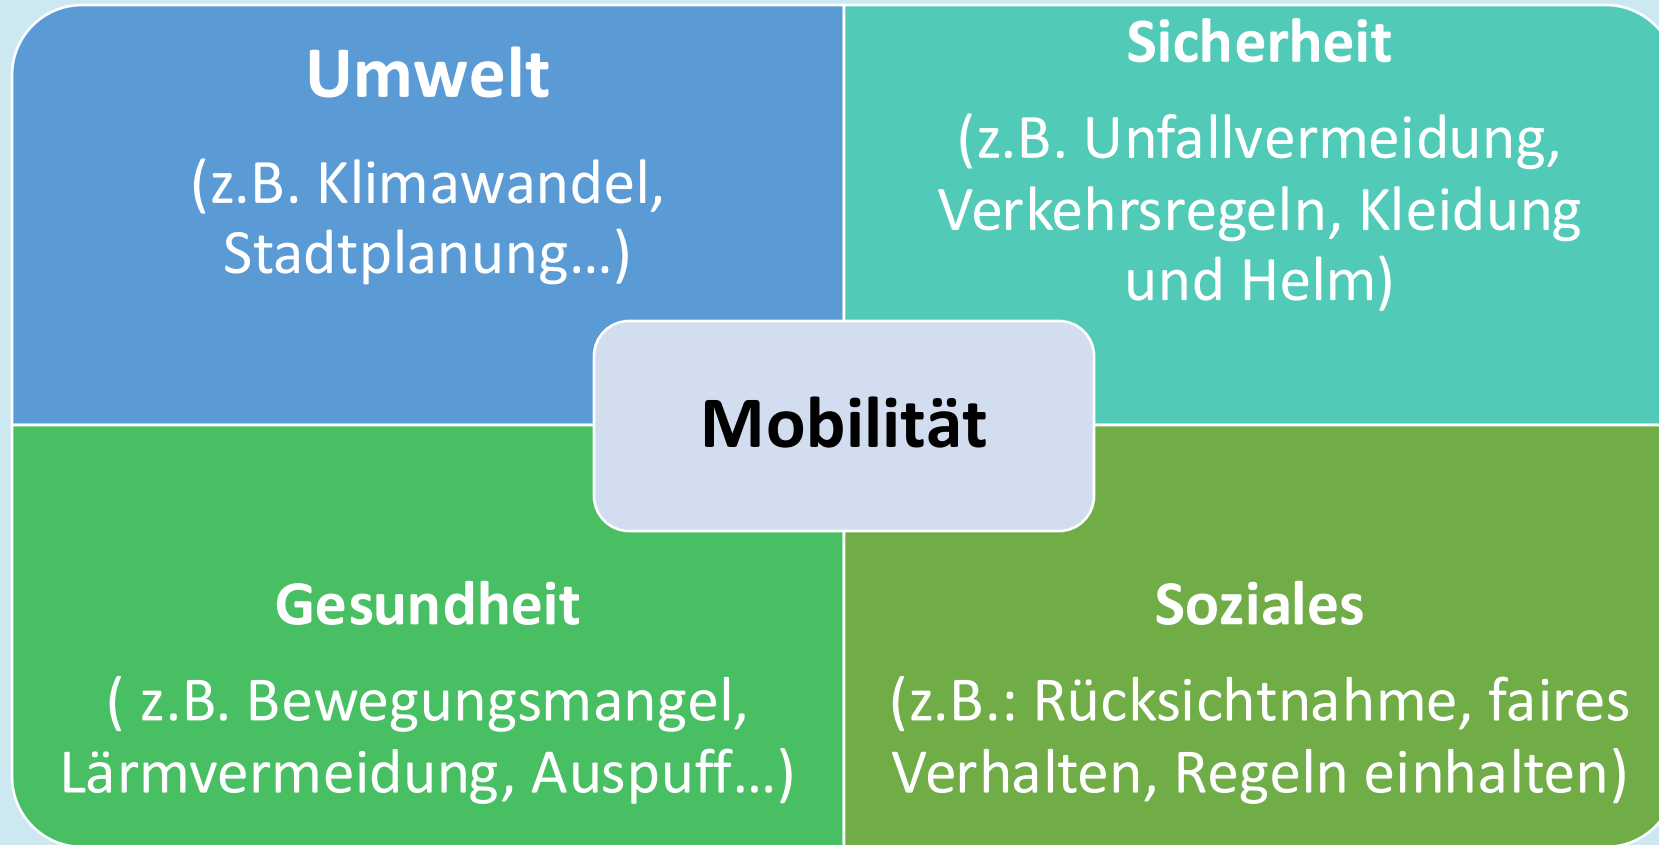 Umwelt
(z.B. Klimawandel,
Stadtplanung...)
Sicherheit
(z.B. Unfallvermeidung,
Verkehrsregeln, Kleidung
und Helm)
Mobilität
Gesundheit
( z.B. Bewegungsmangel,
Lärmvermeidung, Auspuff...)
Soziales
(z.B.: Rücksichtnahme, faires
Verhalten, Regeln einhalten)